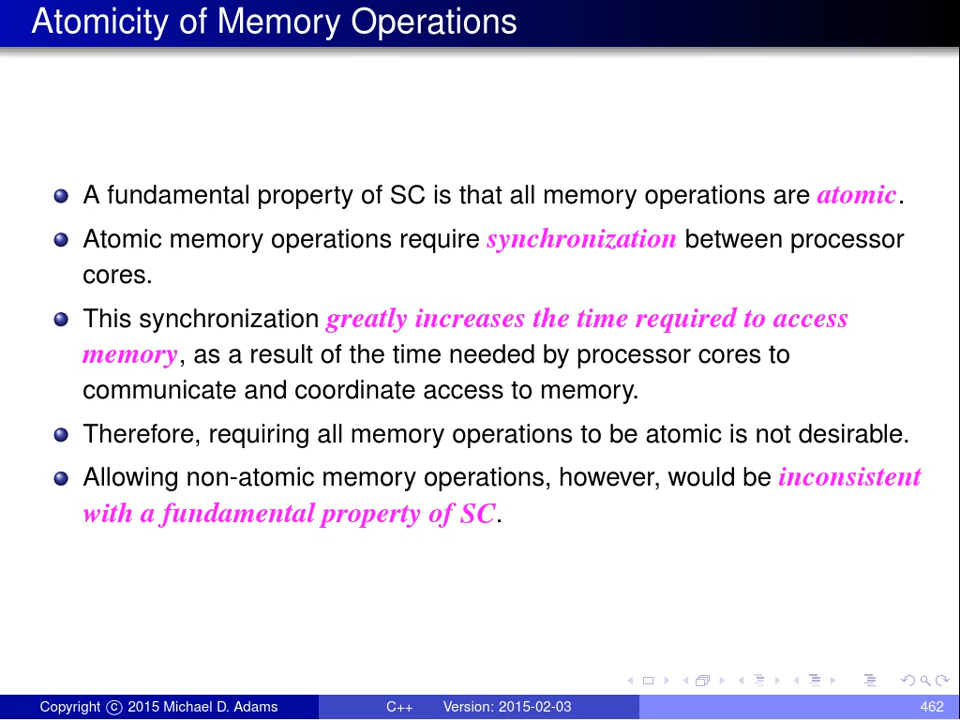 Atomicity of Memory Operations
A fundamental property of SC is that all memory operations are atomic.
Atomic memory operations require synchronization between processor
cores.
This synchronization greatly increases the time required to access
memory, as a result of the time needed by processor cores to
communicate and coordinate access to memory.
Therefore, requiring all memory operations to be atomic is not desirable.
Allowing non-atomic memory operations, however, would be inconsistent
with a fundamental property of SC.
Copyright © 2015 Michael D. Adams C++ Version: 2015-02-03 462